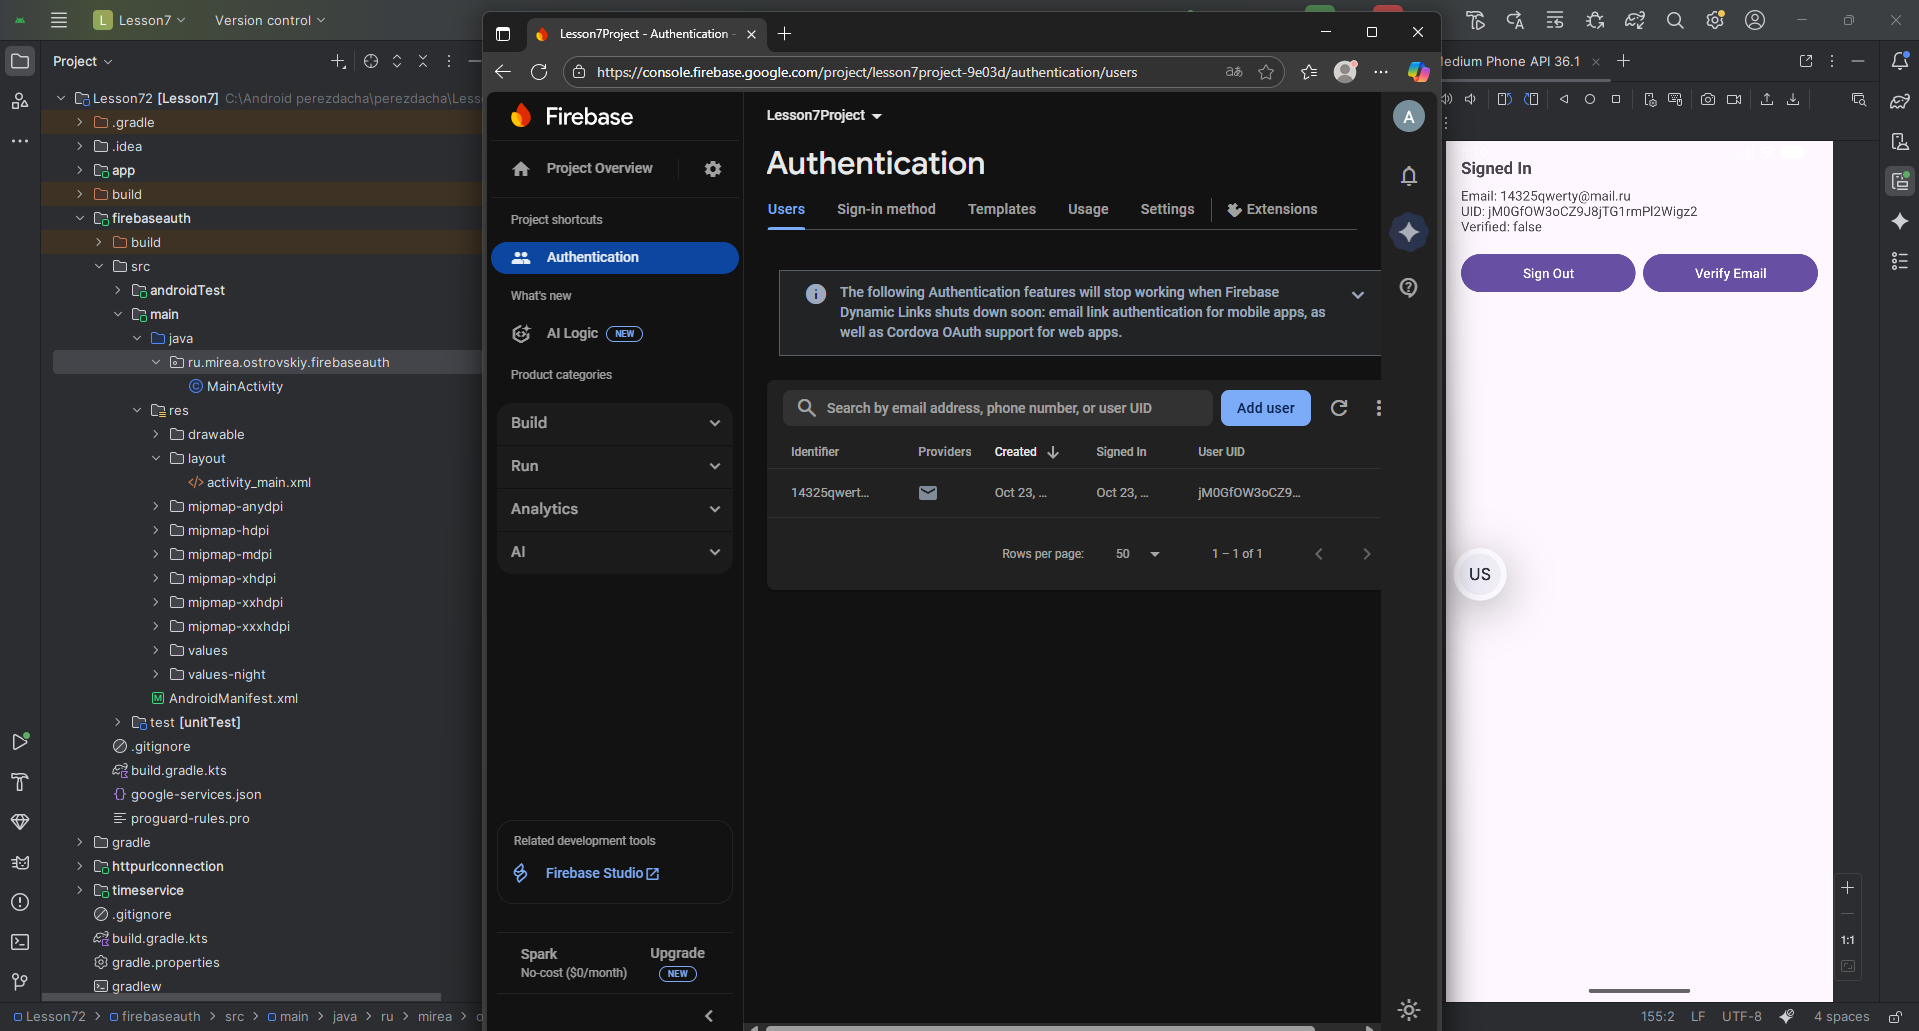 L Lesson7
Version control
Project
Lesson72 [Lesson7] C:\Android perezdacha\perezdacha\Less
.gradle
.idea
app
build
firebaseauth
build
src
androidTest
main
java
ru.mirea.ostrovskiy.firebaseauth
MainActivity
res
drawable
layout
activity_main.xml
mipmap-anydpi
mipmap-hdpi
mipmap-mdpi
mipmap-xhdpi
mipmap-xxhdpi
mipmap-xxxhdpi
values
values-night
AndroidManifest.xml
test [unitTest]
.gitignore
build.gradle.kts
google-services.json
proguard-rules.pro
gradle
httpurlconnection
timeservice
.gitignore
build.gradle.kts
gradle.properties
gradlew
Lesson72 > firebaseauth > src > main > java > ru > mirea >
Lesson7Project - Authentication -
https://console.firebase.google.com/project/lesson7project-9e03d/authentication/users
Firebase
Project Overview
Project shortcuts
Authentication
What's new
AI Logic NEW
Product categories
Build
Run
Analytics
AI
Related development tools
Firebase Studio
Spark
No-cost ($0/month)
Upgrade
NEW
Lesson7Project
A
Authentication
Users Sign-in method Templates Usage Settings Extensions
The following Authentication features will stop working when Firebase
Dynamic Links shuts down soon: email link authentication for mobile apps, as
well as Cordova OAuth support for web apps.
Search by email address, phone number, or user UID
Add user
Identifier Providers Created Signed In User UID
14325qwert... Oct 23, ... Oct 23, ... jM0GfOW3oCZ9...
Rows per page: 50 1 – 1 of 1
edium Phone API 36.1
Signed In
Email: 14325qwerty@mail.ru
UID: jM0GfOW3oCZ9J8jTG1rmPl2Wigz2
Verified: false
Sign Out
Verify Email
US
1:1
155:2 LF UTF-8 4 spaces